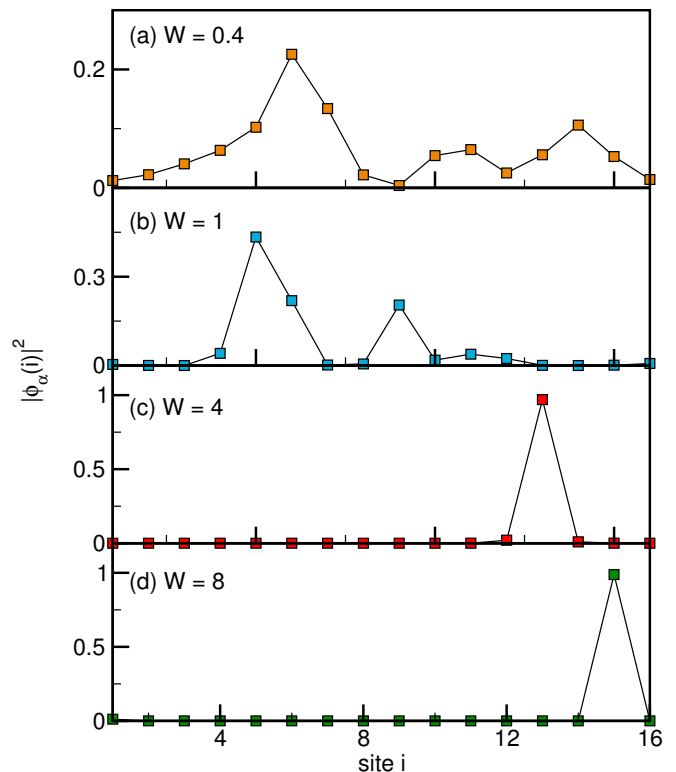 (a) W = 0.4
0.2
0
(b) W = 1
0.3
0
|ϕα(i)|²
(c) W = 4
1
0.5
0
(d) W = 8
1
0.5
0
4 8 12 16
site i